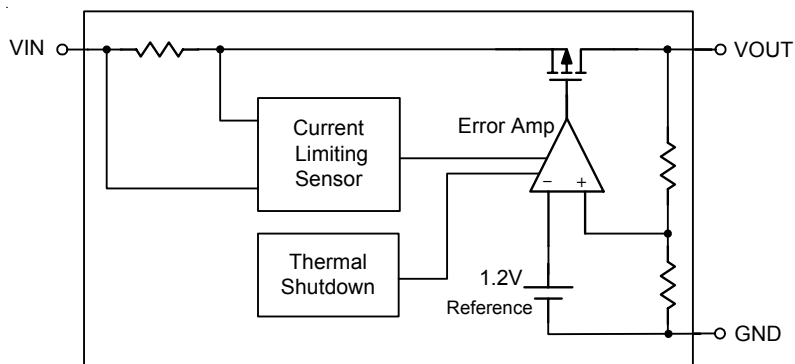 VIN
VOUT
Error Amp
Current
Limiting
Sensor
− +
Thermal
Shutdown
1.2V
Reference
GND